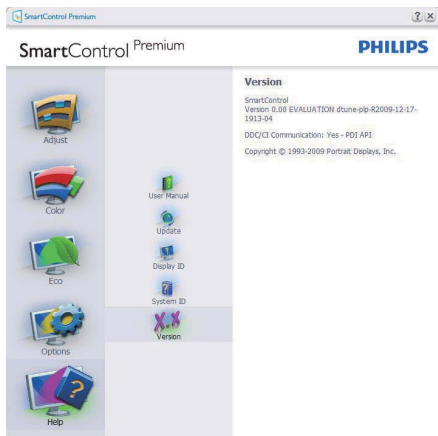 SmartControl Premium
SmartControl Premium
PHILIPS
Adjust
Color
Eco
Options
Help
User Manual
Update
Display ID
System ID
X.X
Version
Version
SmartControl
Version 0.00 EVALUATION dtune-plp-R2009-12-17-
1913-04
DDC/CI Communication: Yes - PDI API
Copyright © 1993-2009 Portrait Displays, Inc.